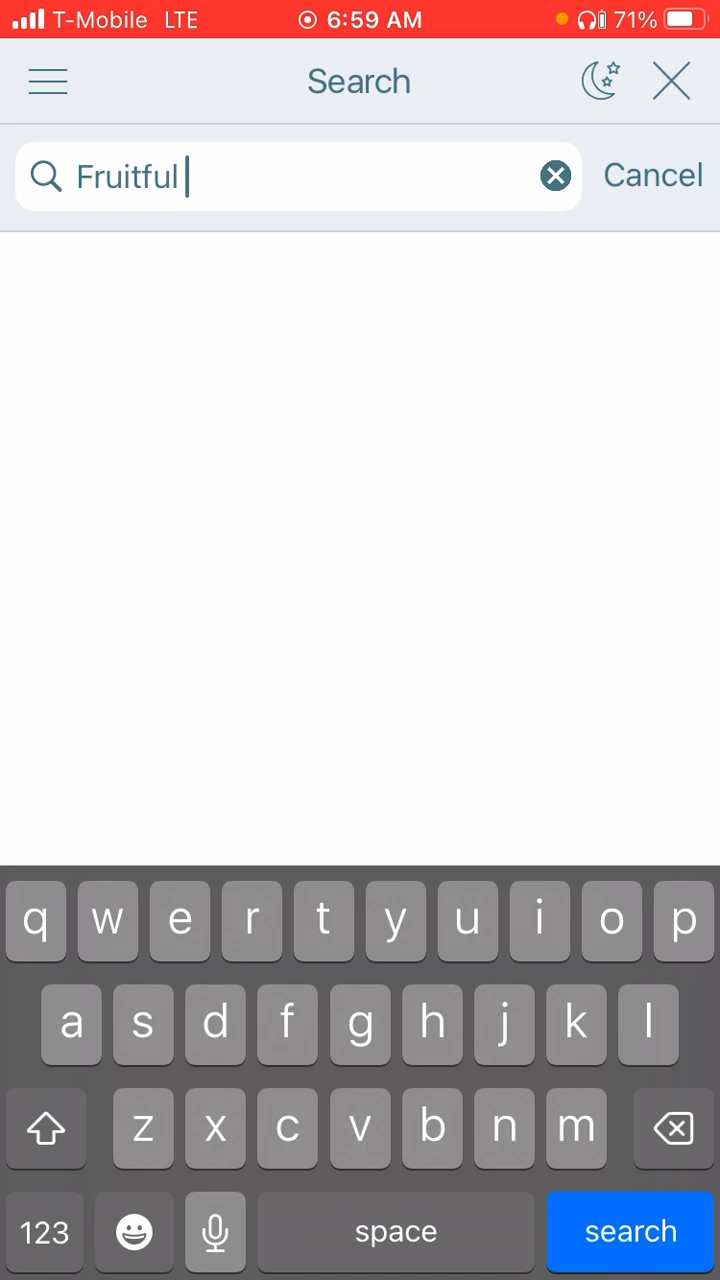 T-Mobile LTE 6:59 AM 71%
Search
Fruitful Cancel
q w e r t y u i o p
a s d f g h j k l
z x c v b n m
123 space search